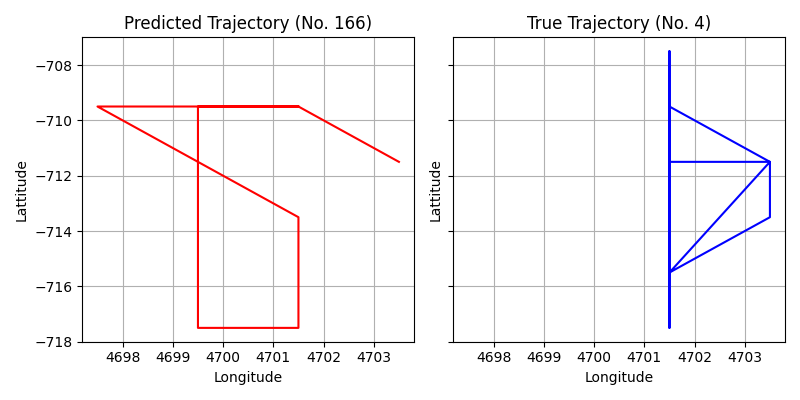 Predicted Trajectory (No. 166)
True Trajectory (No. 4)
−708
−710
−712
−714
−716
−718
Lattitude
Lattitude
4698 4699 4700 4701 4702 4703
4698 4699 4700 4701 4702 4703
Longitude
Longitude